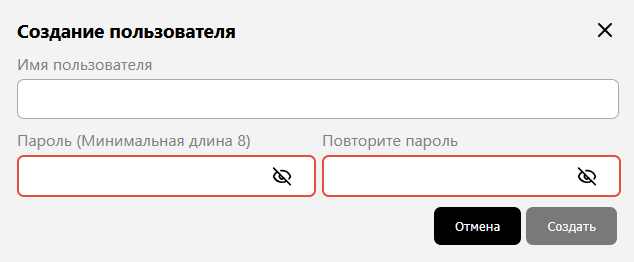 Создание пользователя
Имя пользователя
Пароль (Минимальная длина 8) Повторите пароль
Отмена Создать